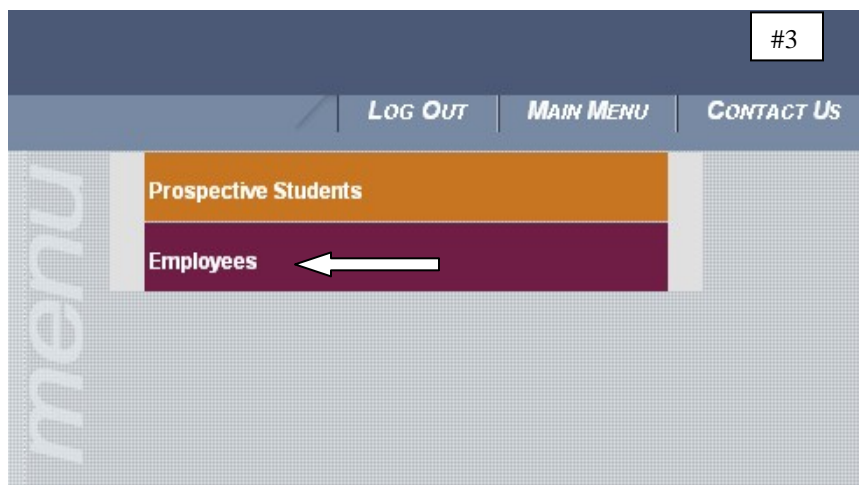 #3
LOG OUT MAIN MENU CONTACT US
Prospective Students
Employees
menu